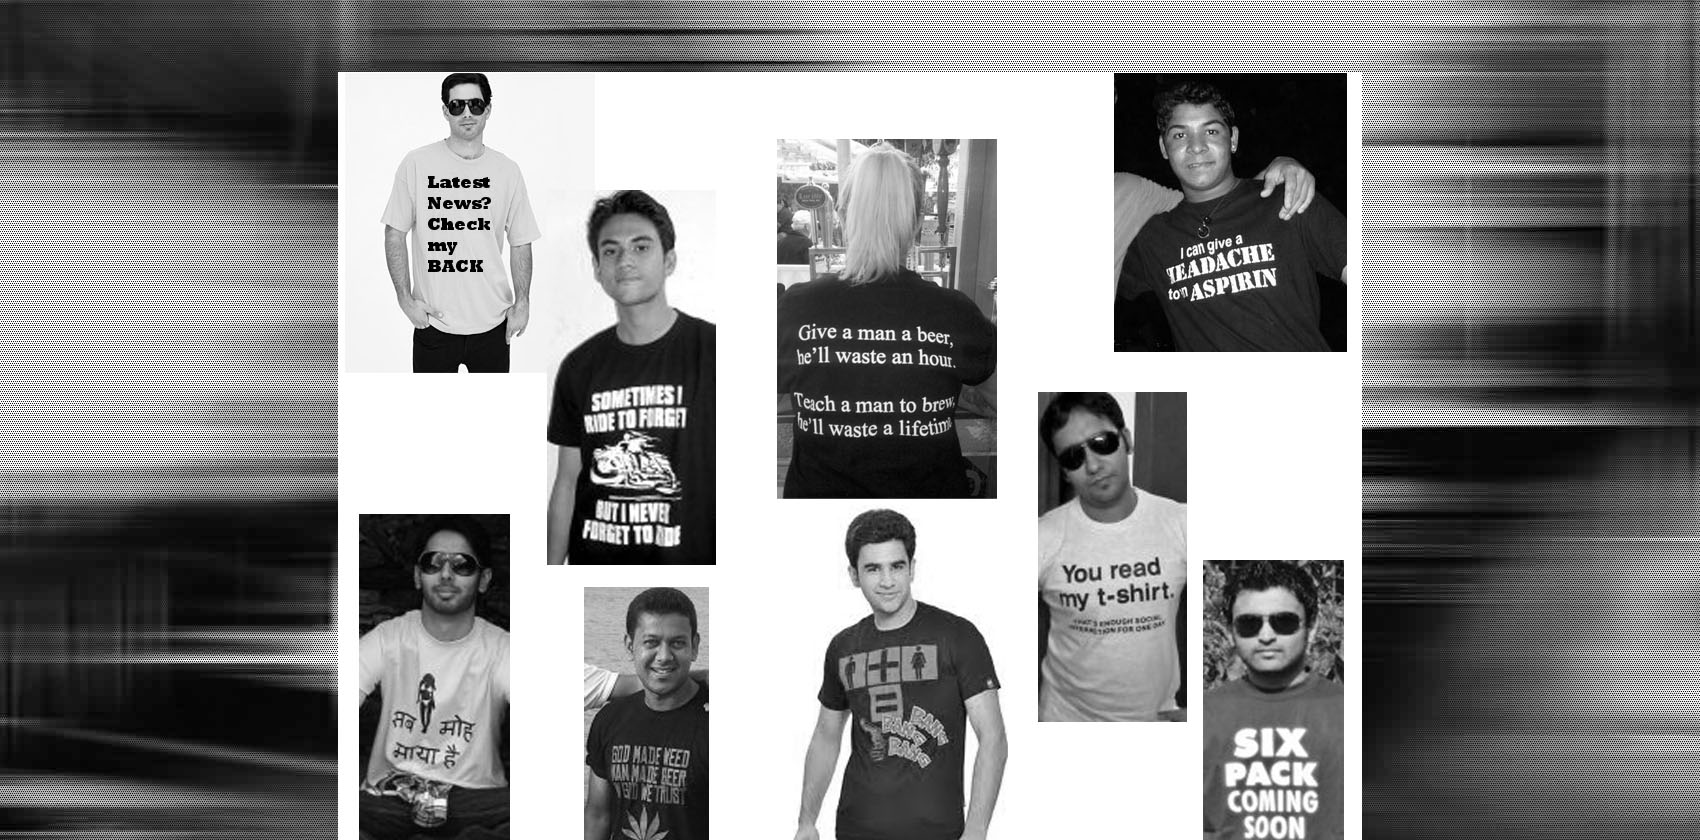 Latest
News?
Check
my
BACK
SOMETIMES I
RIDE TO FORGET
BUT I NEVER
FORGET TO RIDE
Give a man a beer,
he'll waste an hour.
Teach a man to brew,
he'll waste a lifetime
I can give a
HEADACHE
to an ASPIRIN
You read
my t-shirt.
THAT'S ENOUGH SOCIAL
INTERACTION FOR ONE DAY
सब मोह
माया है
GOD MADE WEED
MAN MADE BEER
IN GOD WE TRUST
BANG
BANG
BANG
SIX
PACK
COMING
SOON